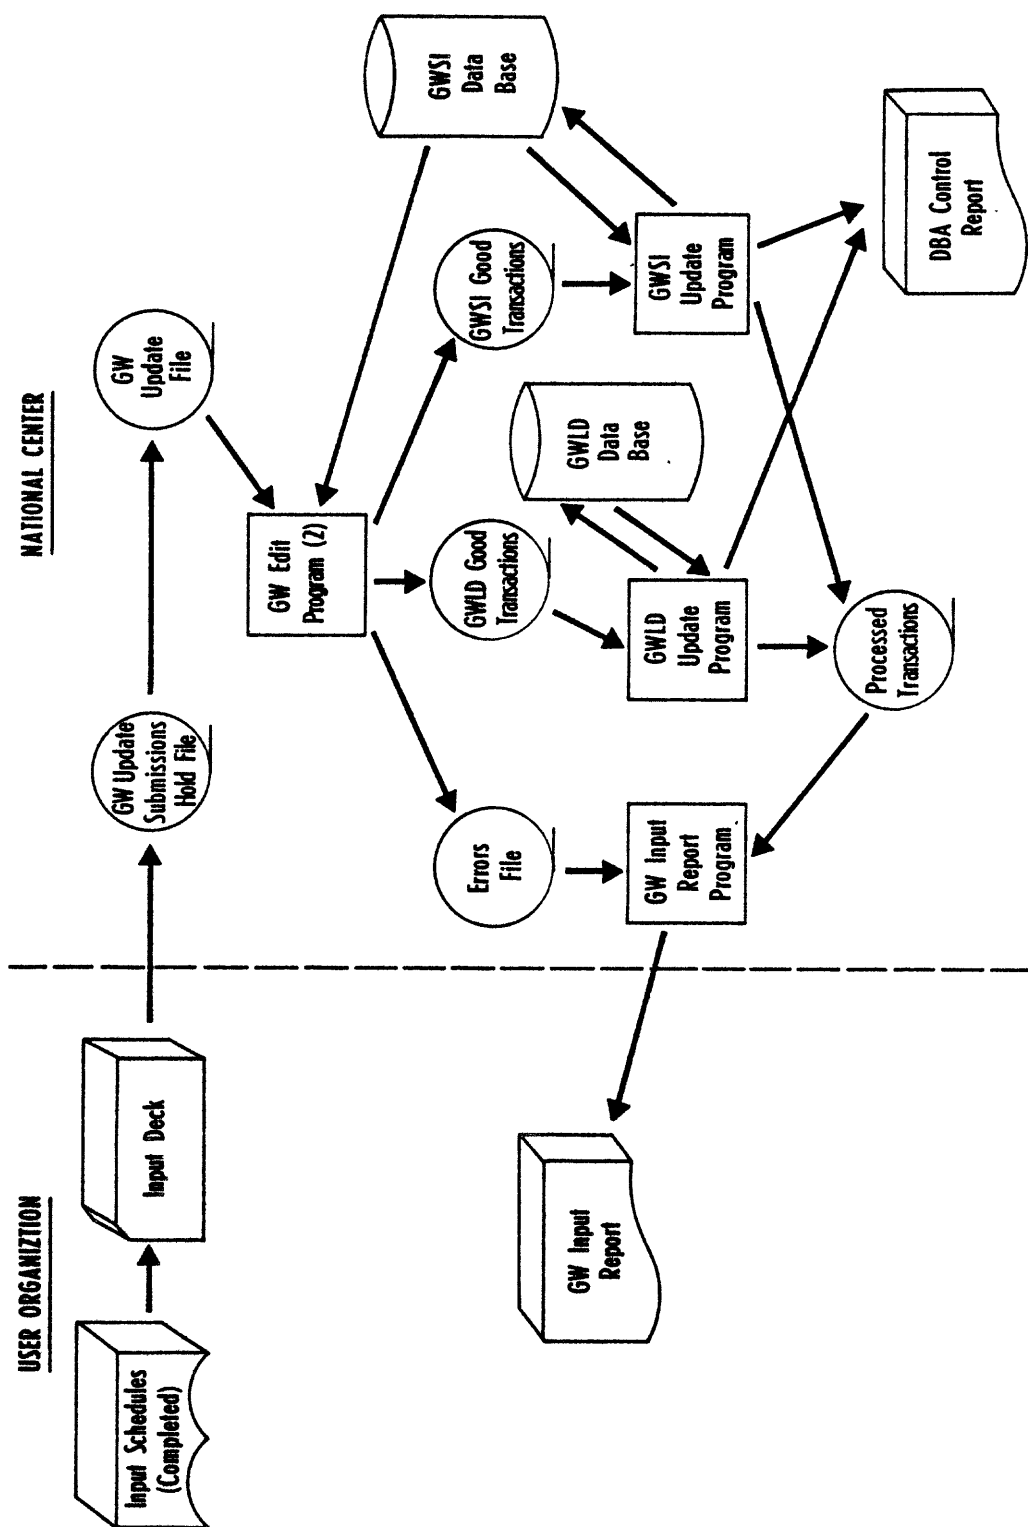 USER ORGANIZTION
NATIONAL CENTER
Input Schedules
(Completed)
Input Deck
GW Update
Submissions
Hold File
GW
Update
File
GW Edit
Program (2)
GWSI
Data
Base
Errors
File
GWLD Good
Transactions
GWSI Good
Transactions
GWLD
Data
Base
GW Input
Report
GW Input
Report
Program
GWLD
Update
Program
GWSI
Update
Program
Processed
Transactions
DBA Control
Report